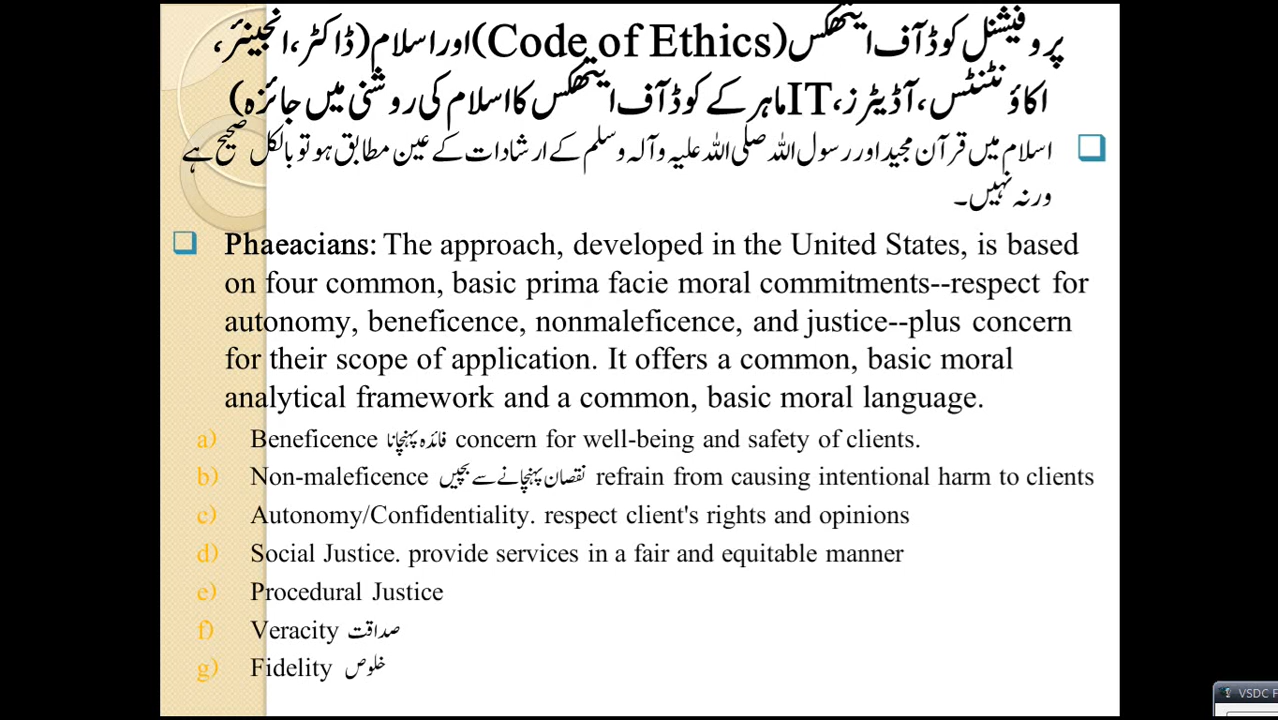 پروفیشنل کوڈ آف ایتھکس (Code of Ethics) اور اسلام (ڈاکٹر، انجینئر،
اکاؤنٹنٹس، آڈیٹرز، IT ماہر کے کوڈ آف ایتھکس کا اسلام کی روشنی میں جائزہ)
اسلام میں قرآن مجید اور رسول اللہ صلی اللہ علیہ وآلہ وسلم کے ارشادات کے عین مطابق ہو تو بالکل صحیح ہے
ورنہ نہیں۔
Phaeacians: The approach, developed in the United States, is based
on four common, basic prima facie moral commitments--respect for
autonomy, beneficence, nonmaleficence, and justice--plus concern
for their scope of application. It offers a common, basic moral
analytical framework and a common, basic moral language.
a) Beneficence فائدہ پہنچانا concern for well-being and safety of clients.
b) Non-maleficence نقصان پہنچانے سے بچیں refrain from causing intentional harm to clients
c) Autonomy/Confidentiality. respect client's rights and opinions
d) Social Justice. provide services in a fair and equitable manner
e) Procedural Justice
f) Veracity صداقت
g) Fidelity خلوص
VSDC F